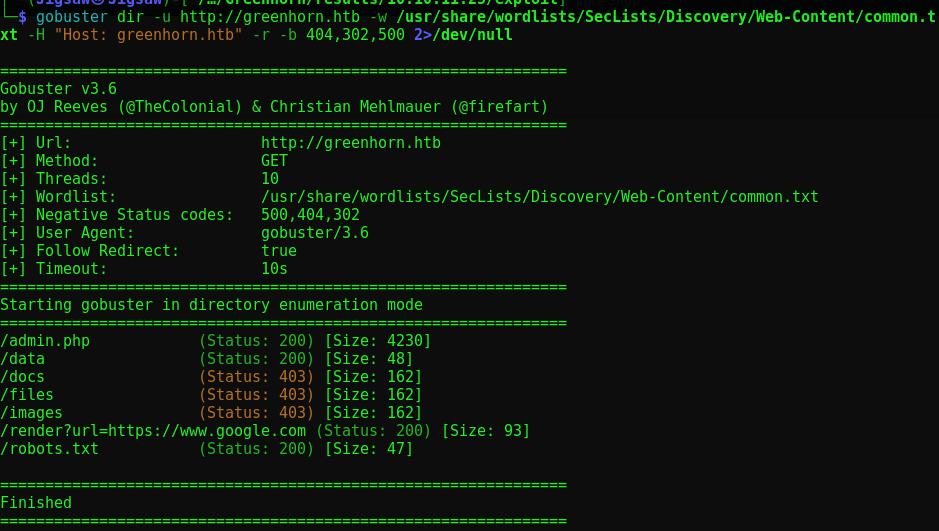 (Jigsaw㉿Jigsaw)-[
└─$ gobuster dir -u http://greenhorn.htb -w /usr/share/wordlists/SecLists/Discovery/Web-Content/common.t
xt -H "Host: greenhorn.htb" -r -b 404,302,500 2>/dev/null
===============================================================
Gobuster v3.6
by OJ Reeves (@TheColonial) & Christian Mehlmauer (@firefart)
===============================================================
[+] Url:                     http://greenhorn.htb
[+] Method:                  GET
[+] Threads:                 10
[+] Wordlist:                /usr/share/wordlists/SecLists/Discovery/Web-Content/common.txt
[+] Negative Status codes:   500,404,302
[+] User Agent:              gobuster/3.6
[+] Follow Redirect:         true
[+] Timeout:                 10s
===============================================================
Starting gobuster in directory enumeration mode
===============================================================
/admin.php            (Status: 200) [Size: 4230]
/data                 (Status: 200) [Size: 48]
/docs                 (Status: 403) [Size: 162]
/files                (Status: 403) [Size: 162]
/images               (Status: 403) [Size: 162]
/render?url=https://www.google.com (Status: 200) [Size: 93]
/robots.txt           (Status: 200) [Size: 47]
===============================================================
Finished
===============================================================